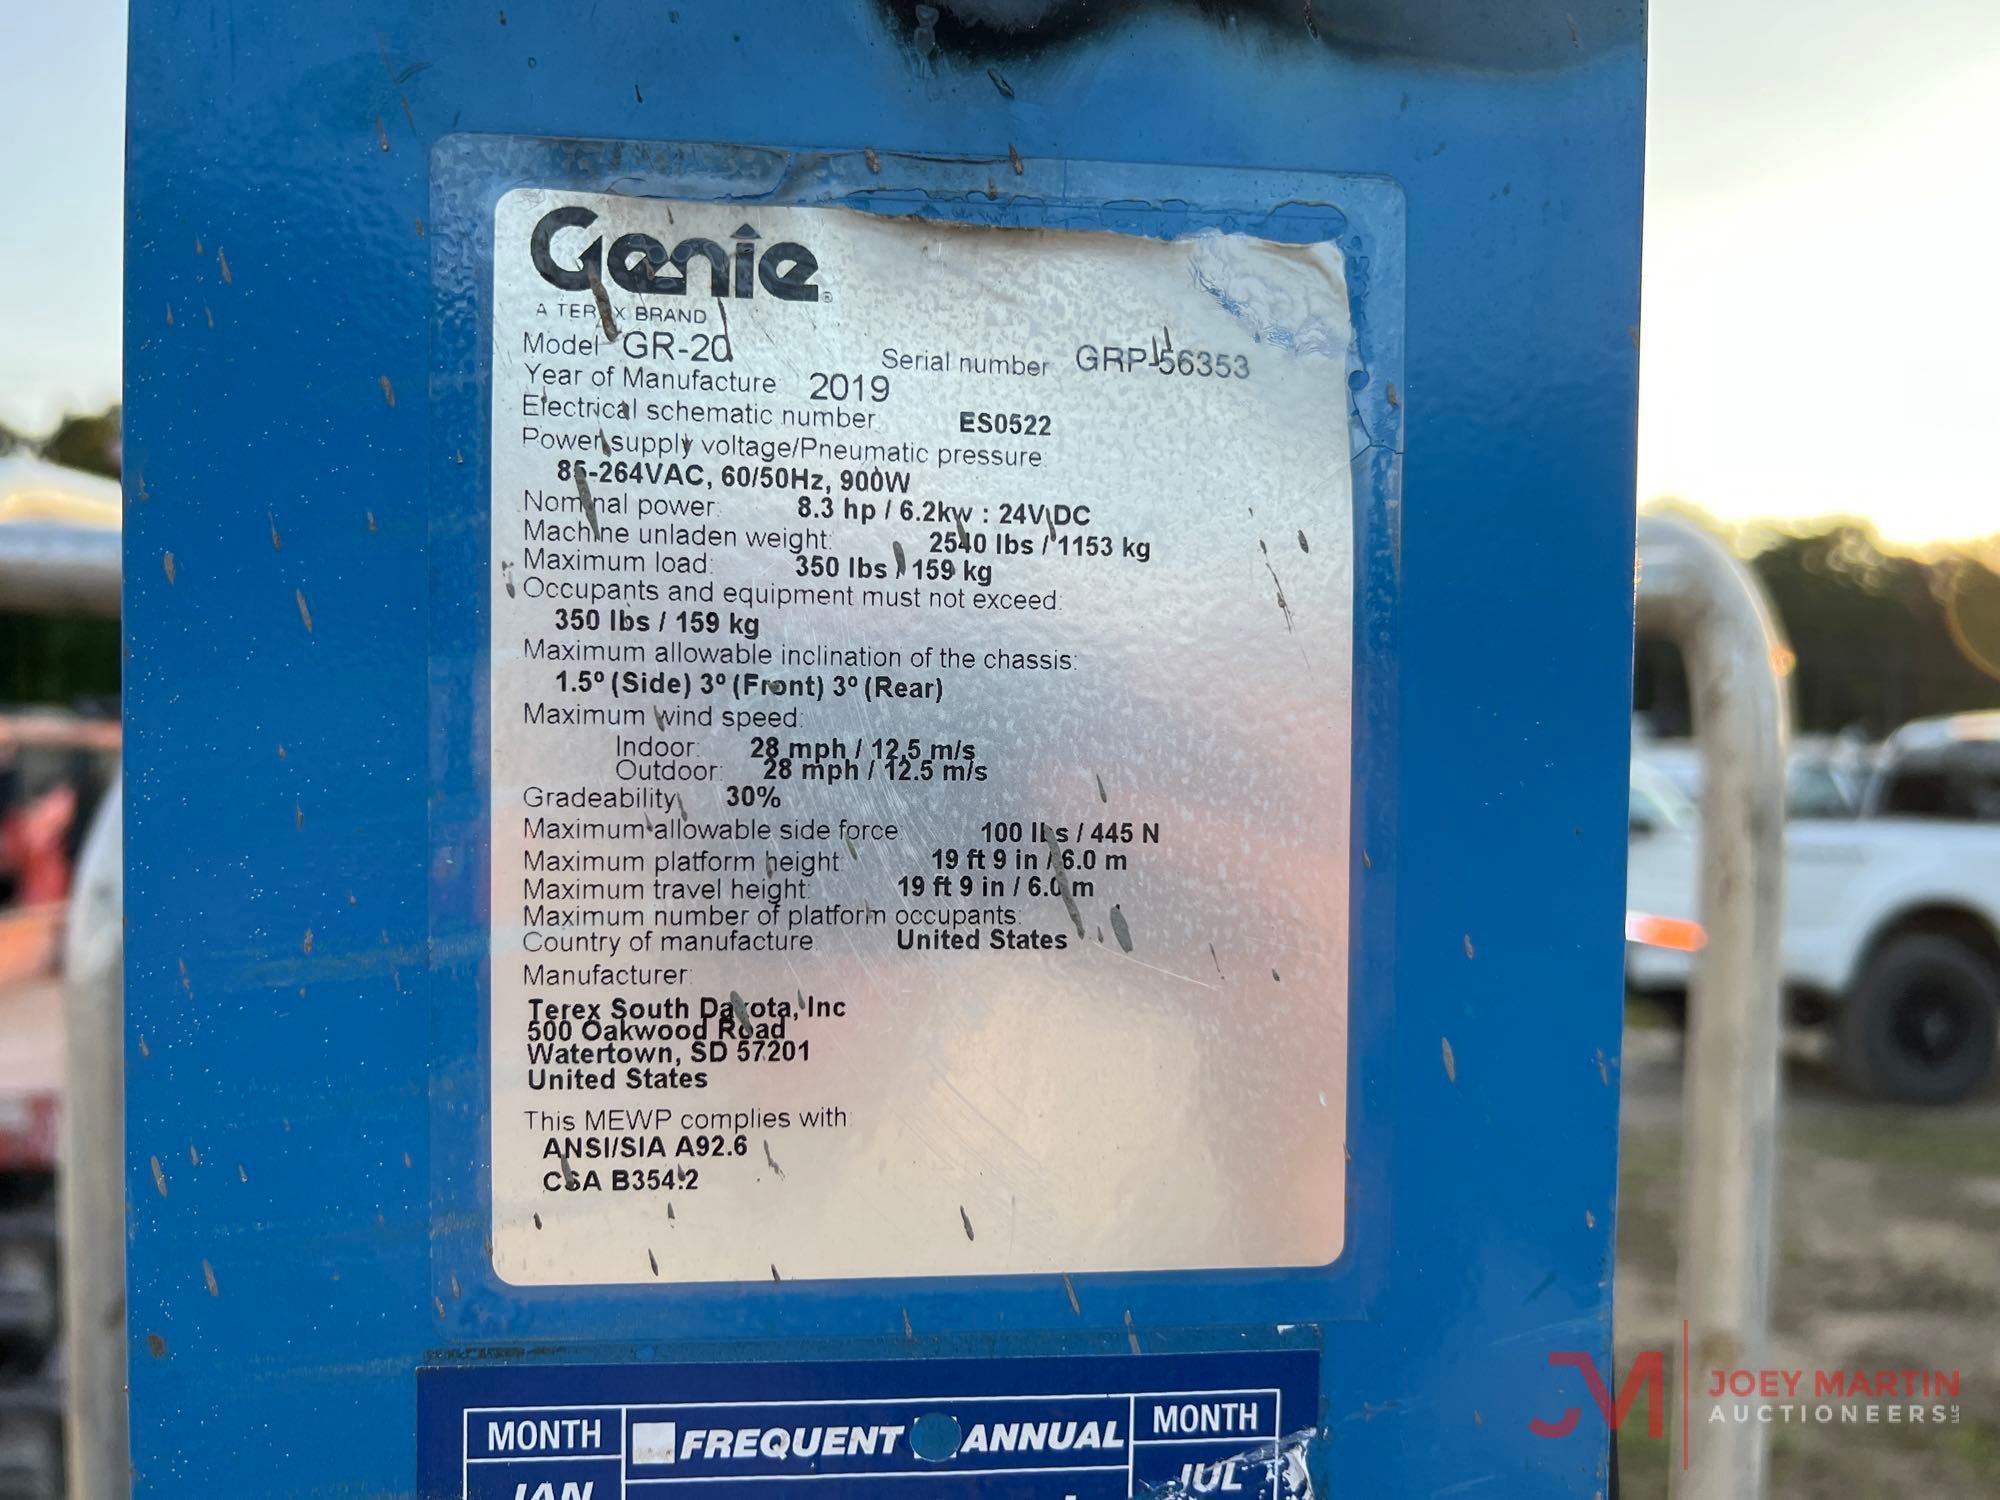 Genie®
A TEREX BRAND
Model GR-20 Serial number GRP-56353
Year of Manufacture: 2019
Electrical schematic number: ES0522
Power supply voltage/Pneumatic pressure:
85-264VAC, 60/50Hz, 900W
Nominal power: 8.3 hp / 6.2kw : 24V DC
Machine unladen weight: 2540 lbs / 1153 kg
Maximum load: 350 lbs / 159 kg
Occupants and equipment must not exceed:
350 lbs / 159 kg
Maximum allowable inclination of the chassis:
1.5º (Side) 3º (Front) 3º (Rear)
Maximum wind speed:
Indoor: 28 mph / 12.5 m/s
Outdoor: 28 mph / 12.5 m/s
Gradeability: 30%
Maximum allowable side force: 100 lbs / 445 N
Maximum platform height: 19 ft 9 in / 6.0 m
Maximum travel height: 19 ft 9 in / 6.0 m
Maximum number of platform occupants:
Country of manufacture: United States
Manufacturer:
Terex South Dakota, Inc
500 Oakwood Road
Watertown, SD 57201
United States
This MEWP complies with:
ANSI/SIA A92.6
CSA B354.2
MONTH FREQUENT ANNUAL MONTH
JAN JUL
JM JOEY MARTIN
AUCTIONEERS LLC